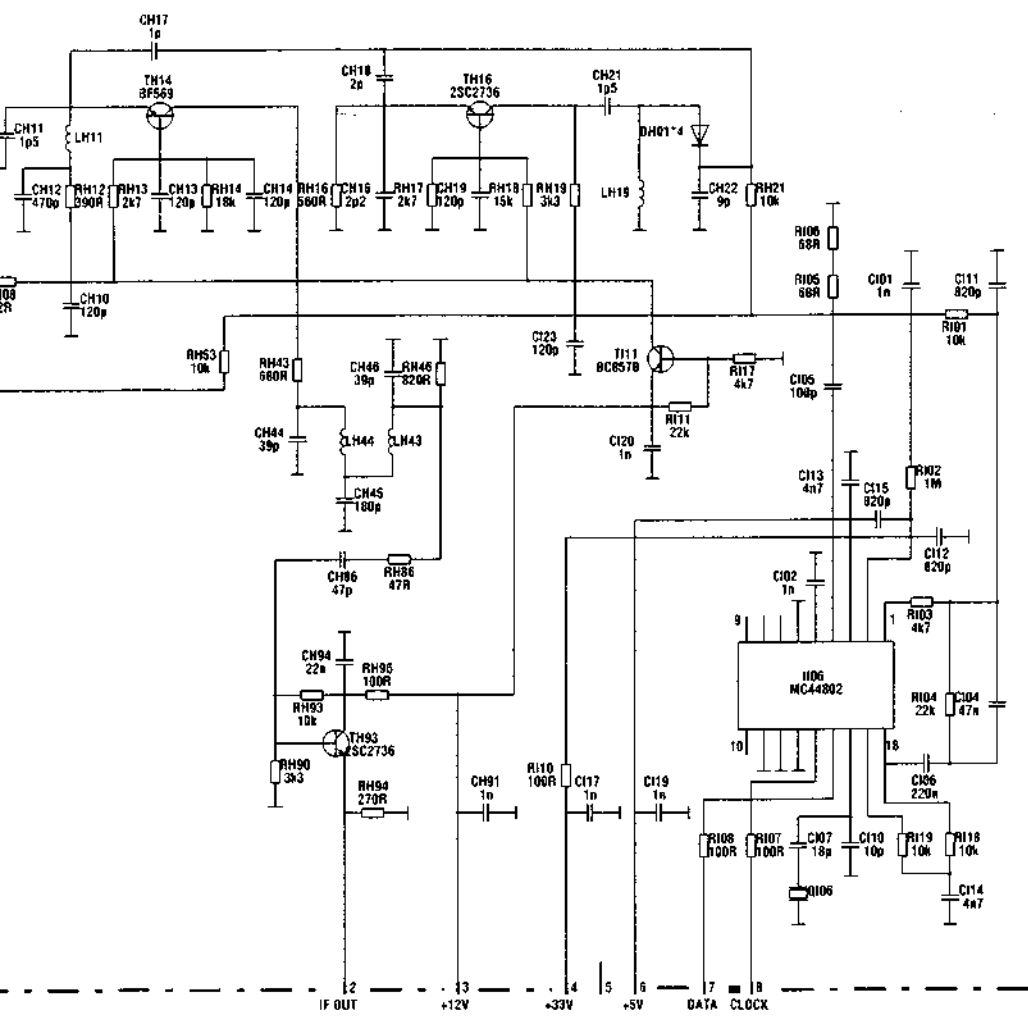 CH17
1p
TH14
BF569
CH18
2p
TH16
2SC2736
CH21
1p5
CH11
1p5
LH11
DH01*4
CH12
470p
RH12
390R
RH13
2k7
CH13
120p
RH14
18k
CH14
120p
RH16
560R
CH16
2p2
RH17
2k7
CH19
120p
RH18
15k
RH19
3k3
LH19
CH22
9p
RH21
10k
RI06
68R
RI05
68R
CI01
1n
CI11
820p
CH10
120p
RI01
10k
RH53
10k
RH43
680R
CH46
39p
RH46
820R
CI23
120p
TI11
BC857B
RI17
4k7
CI05
100p
RI11
22k
CH44
39p
LH44
LH43
CI20
1n
CH45
180p
CI13
4n7
CI15
820p
RI02
1M
CH86
47p
RH86
47R
CI12
820p
CI02
1n
9
1
RI03
4k7
II06
MC44802
CH94
22n
RH95
100R
RH93
10k
RI04
22k
CI04
47n
TH93
2SC2736
10
18
RH90
3k3
RH94
270R
CH91
1n
RI10
100R
CI17
1n
CI19
1n
CI06
220n
RI08
100R
RI07
100R
CI07
18p
CI10
10p
RI19
10k
RI18
10k
QI06
CI14
4n7
2
3
4
5
6
7
8
IF OUT
+12V
+33V
+5V
DATA
CLOCK